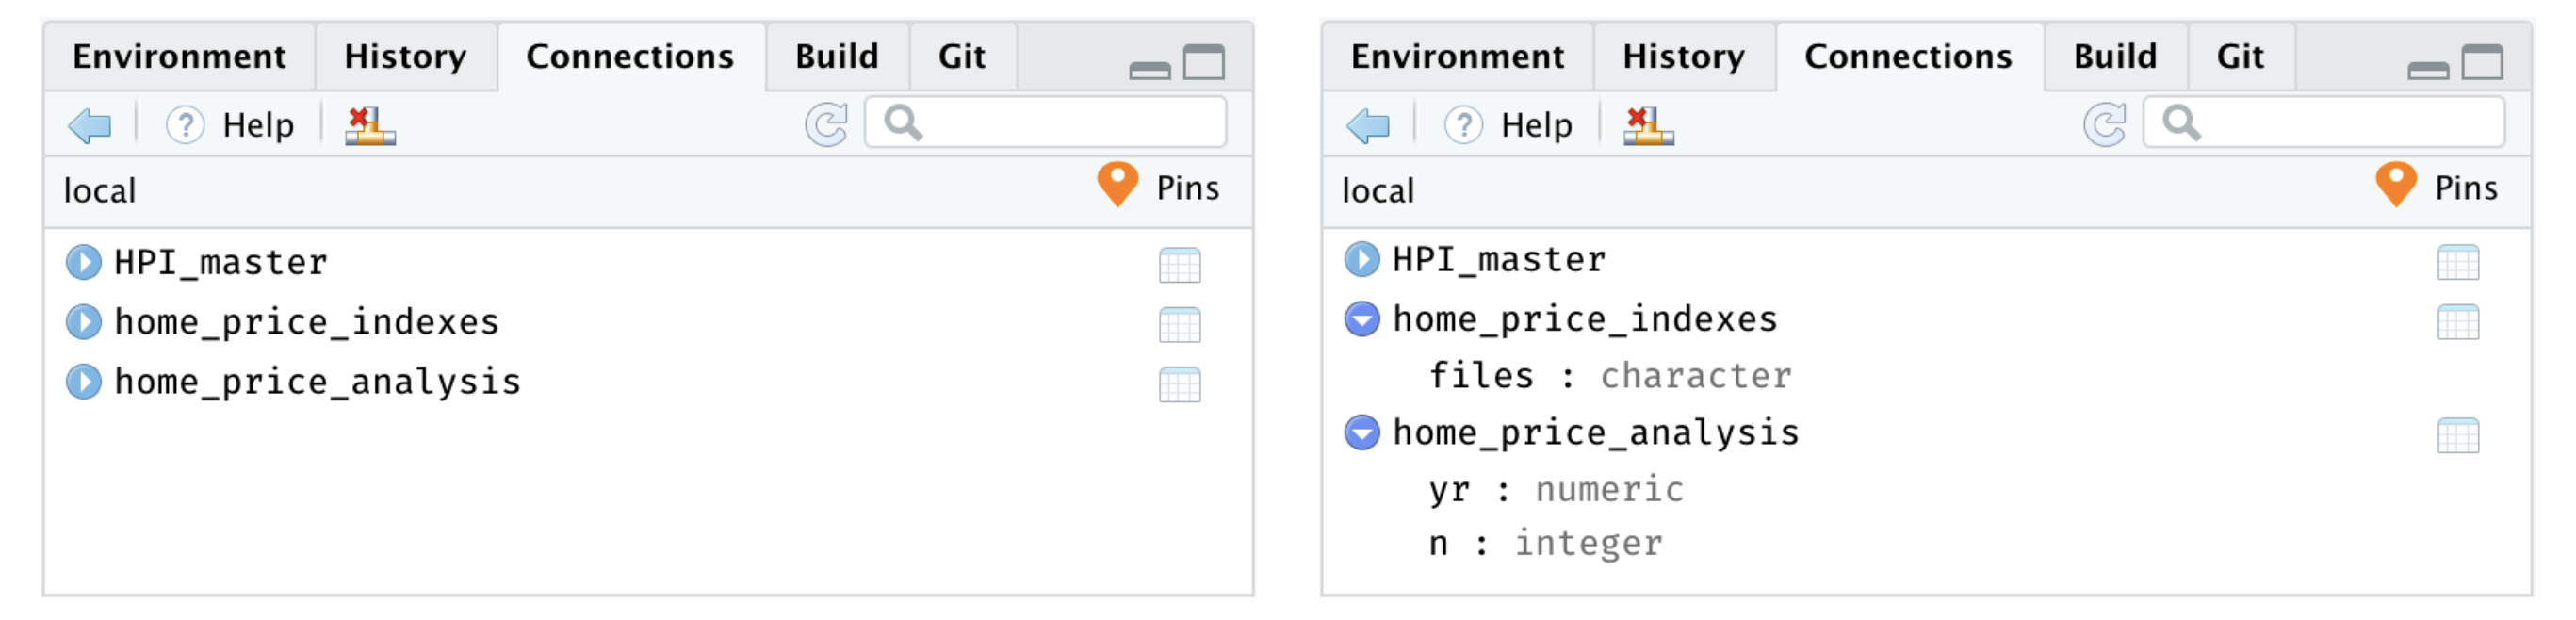 Environment History Connections Build Git
? Help
local Pins
HPI_master
home_price_indexes
home_price_analysis
Environment History Connections Build Git
? Help
local Pins
HPI_master
home_price_indexes
files : character
home_price_analysis
yr : numeric
n : integer